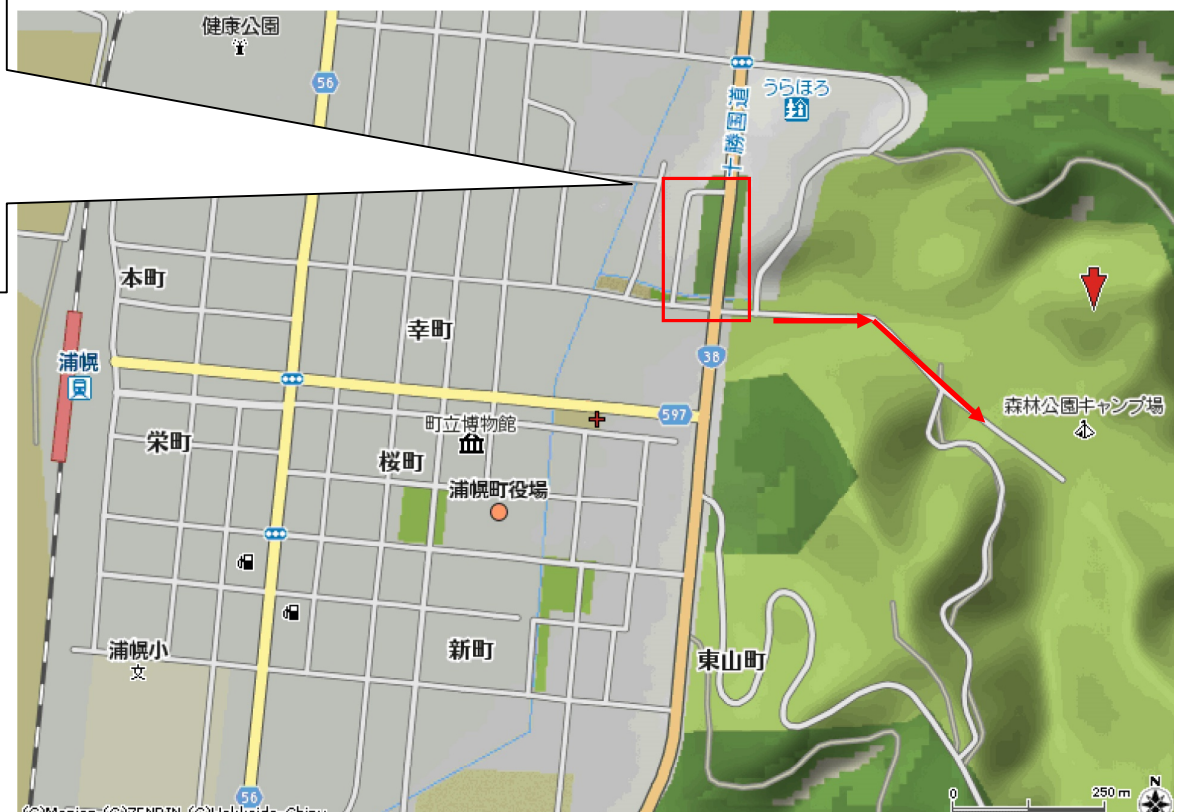 健康公園
56
うらほろ
十勝国道
本町
幸町
浦幌
38
森林公園キャンプ場
597
町立博物館
栄町
桜町
浦幌町役場
新町
浦幌小
文
東山町
56
0
250 m
N